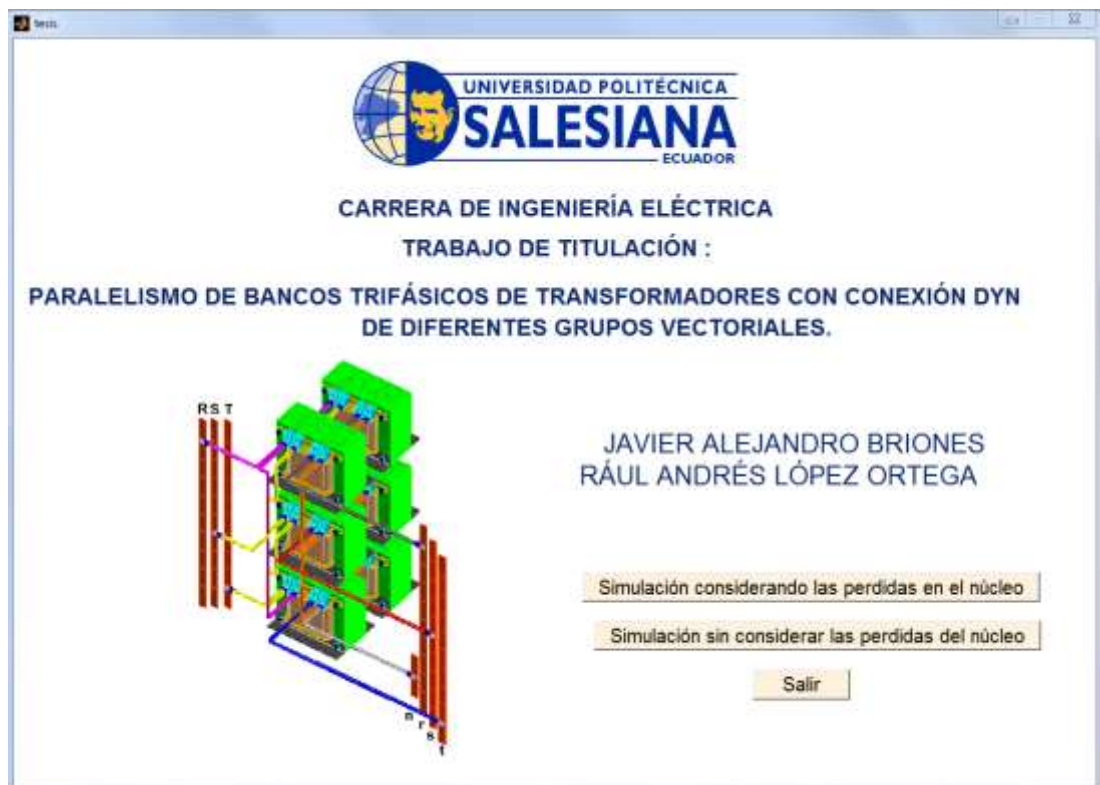 tesis
UNIVERSIDAD POLITÉCNICA
SALESIANA
ECUADOR
CARRERA DE INGENIERÍA ELÉCTRICA
TRABAJO DE TITULACIÓN :
PARALELISMO DE BANCOS TRIFÁSICOS DE TRANSFORMADORES CON CONEXIÓN DYN
DE DIFERENTES GRUPOS VECTORIALES.
R S T
JAVIER ALEJANDRO BRIONES
RÁUL ANDRÉS LÓPEZ ORTEGA
Simulación considerando las perdidas en el núcleo
Simulación sin considerar las perdidas del núcleo
Salir
n r s t